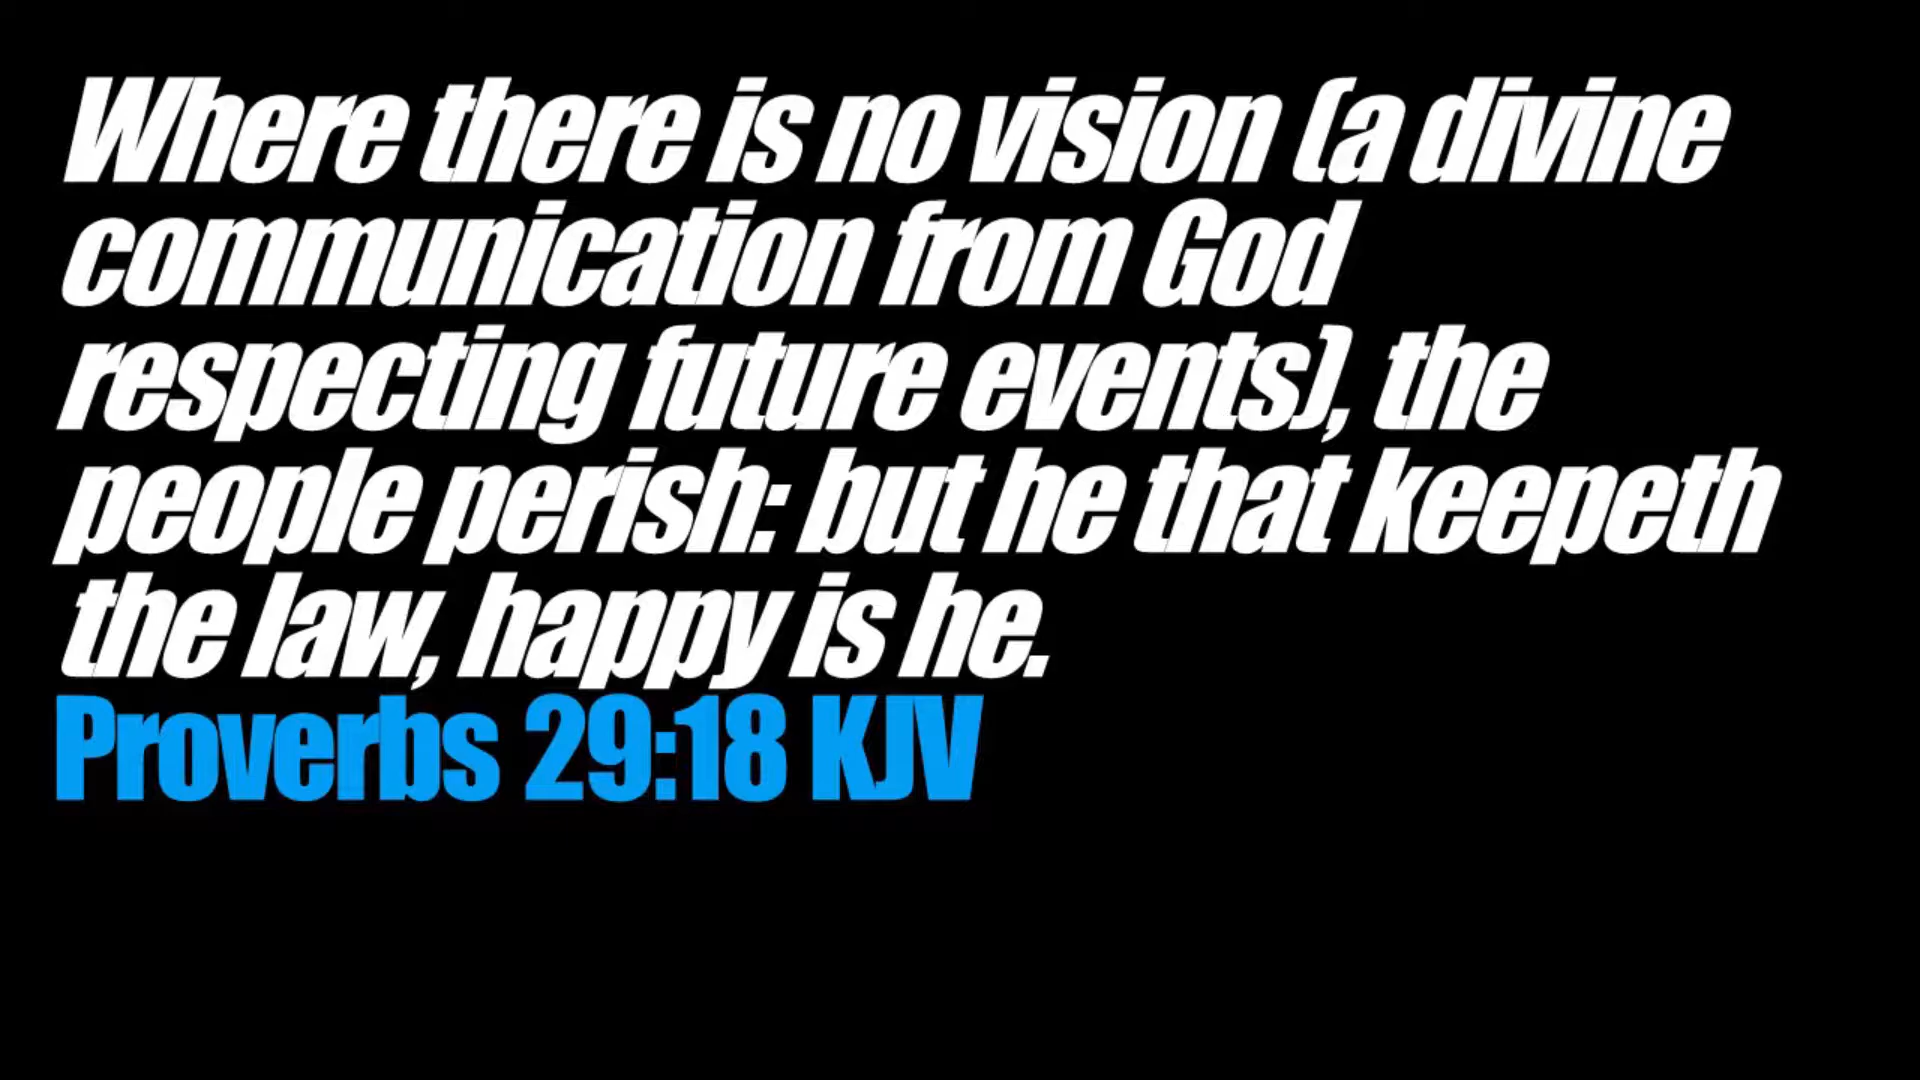 Where there is no vision (a divine
communication from God
respecting future events), the
people perish: but he that keepeth
the law, happy is he.
Proverbs 29:18 KJV